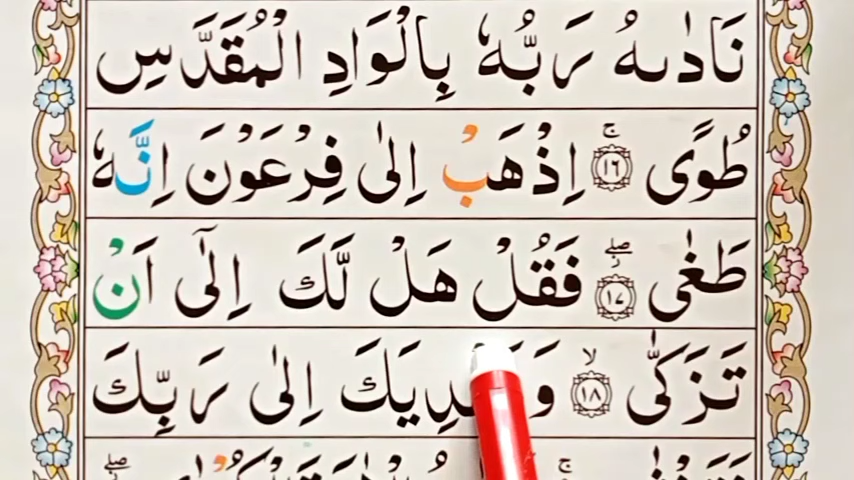 نَادٰىهُ رَبُّهٗ بِالْوَادِ الْمُقَدَّسِ
طُوًى ۚ ﴿١٦﴾ اِذْهَبْ اِلٰى فِرْعَوْنَ اِنَّهٗ
طَغٰى ۖ ﴿١٧﴾ فَقُلْ هَلْ لَّكَ اِلٰٓى اَنْ
تَزَكّٰى ۙ ﴿١٨﴾ اِلٰى رَبِّكَ